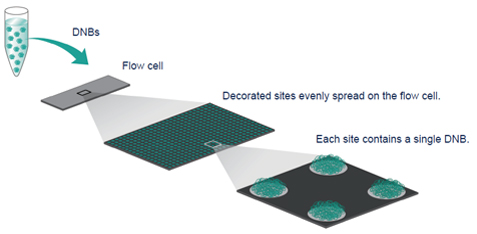 DNBs
Flow cell
Decorated sites evenly spread on the flow cell.
Each site contains a single DNB.